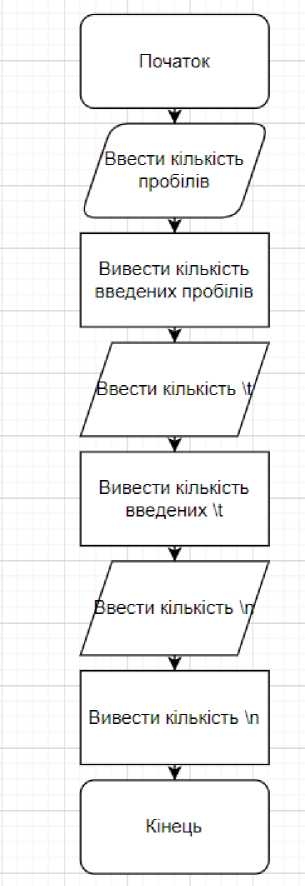 Початок
Ввести кількість
пробілів
Вивести кількість
введених пробілів
Ввести кількість \t
Вивести кількість
введених \t
Ввести кількість \n
Вивести кількість \n
Кінець